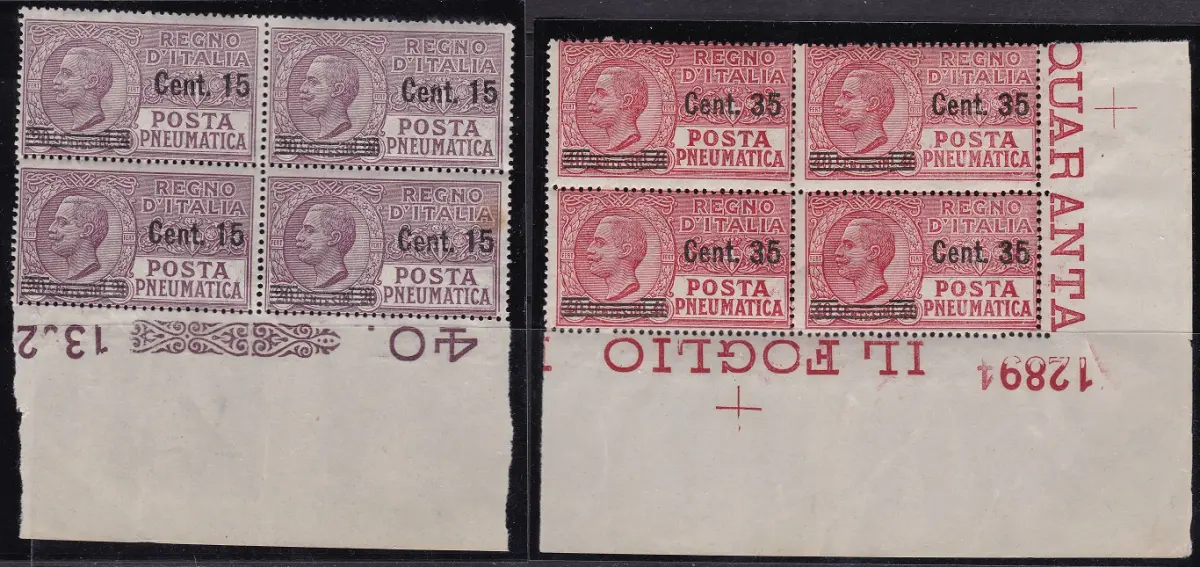 REGNO
D'ITALIA
Cent. 15
POSTA
PNEUMATICA
REGNO
D'ITALIA
Cent. 15
POSTA
PNEUMATICA
REGNO
D'ITALIA
Cent. 15
POSTA
PNEUMATICA
REGNO
D'ITALIA
Cent. 15
POSTA
PNEUMATICA
40.
REGNO
D'ITALIA
Cent. 35
POSTA
PNEUMATICA
REGNO
D'ITALIA
Cent. 35
POSTA
PNEUMATICA
REGNO
D'ITALIA
Cent. 35
POSTA
PNEUMATICA
REGNO
D'ITALIA
Cent. 35
POSTA
PNEUMATICA
QUARANTA
IL FOGLIO
12894